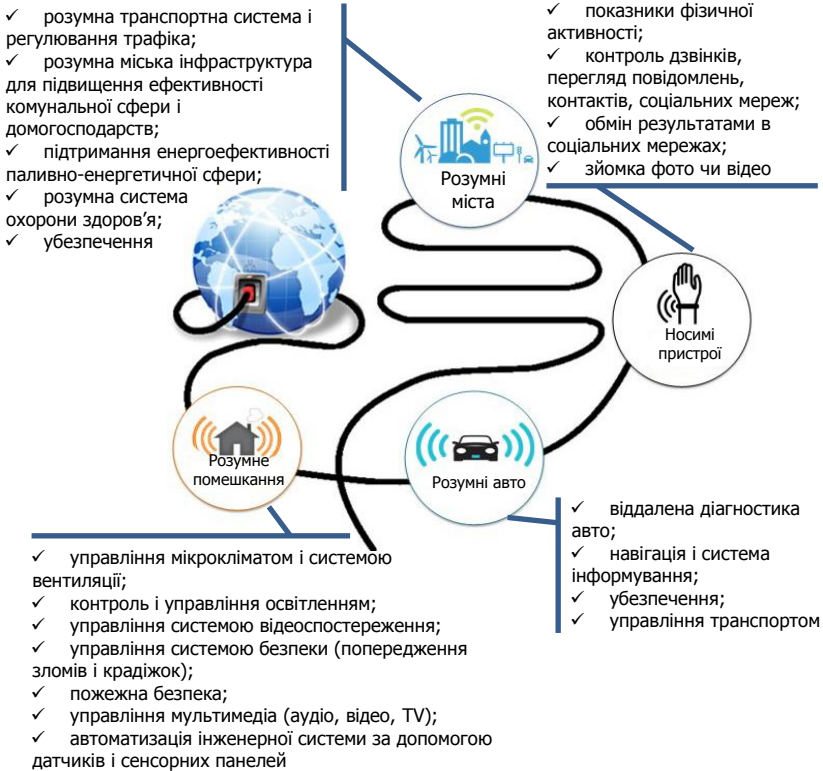 ✓ розумна транспортна система і
регулювання трафіка;
✓ розумна міська інфраструктура
для підвищення ефективності
комунальної сфери і
домогосподарств;
✓ підтримання енергоефективності
паливно-енергетичної сфери;
✓ розумна система
охорони здоров’я;
✓ убезпечення
✓ показники фізичної
активності;
✓ контроль дзвінків,
перегляд повідомлень,
контактів, соціальних мереж;
✓ обмін результатами в
соціальних мережах;
✓ зйомка фото чи відео
Розумні
міста
Носимі
пристрої
Розумне
помешкання
Розумні авто
✓ віддалена діагностика
авто;
✓ навігація і система
інформування;
✓ убезпечення;
✓ управління транспортом
✓ управління мікрокліматом і системою
вентиляції;
✓ контроль і управління освітленням;
✓ управління системою відеоспостереження;
✓ управління системою безпеки (попередження
зломів і крадіжок);
✓ пожежна безпека;
✓ управління мультимедіа (аудіо, відео, TV);
✓ автоматизація інженерної системи за допомогою
датчиків і сенсорних панелей